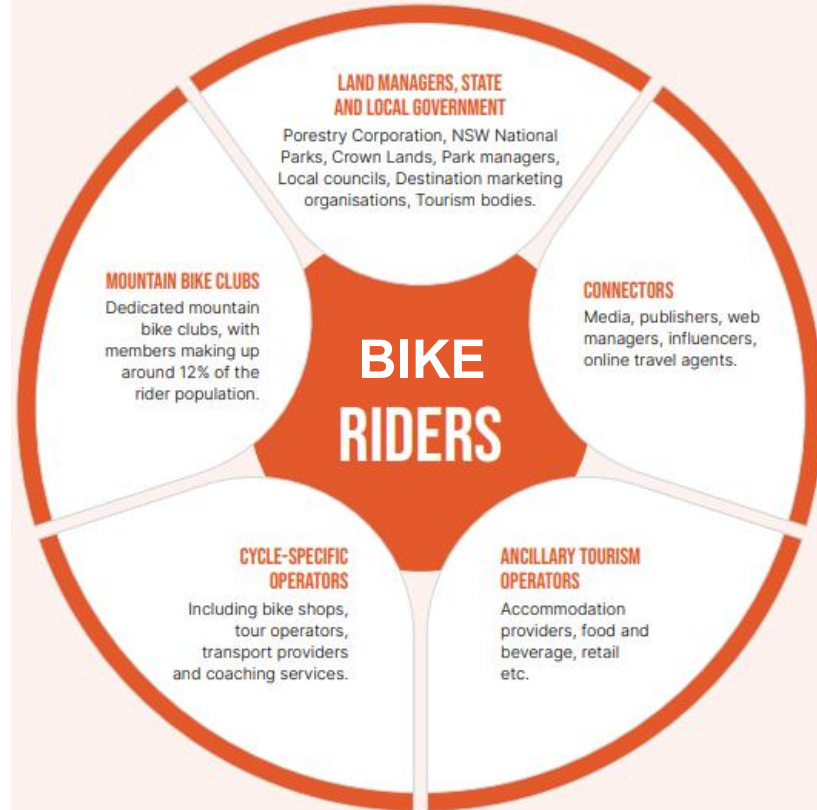 LAND MANAGERS, STATE
AND LOCAL GOVERNMENT
Porestry Corporation, NSW National
Parks, Crown Lands, Park managers,
Local councils, Destination marketing
organisations, Tourism bodies.
MOUNTAIN BIKE CLUBS
Dedicated mountain
bike clubs, with
members making up
around 12% of the
rider population.
CONNECTORS
Media, publishers, web
managers, influencers,
online travel agents.
BIKE
RIDERS
CYCLE-SPECIFIC
OPERATORS
Including bike shops,
tour operators,
transport providers
and coaching services.
ANCILLARY TOURISM
OPERATORS
Accommodation
providers, food and
beverage, retail
etc.